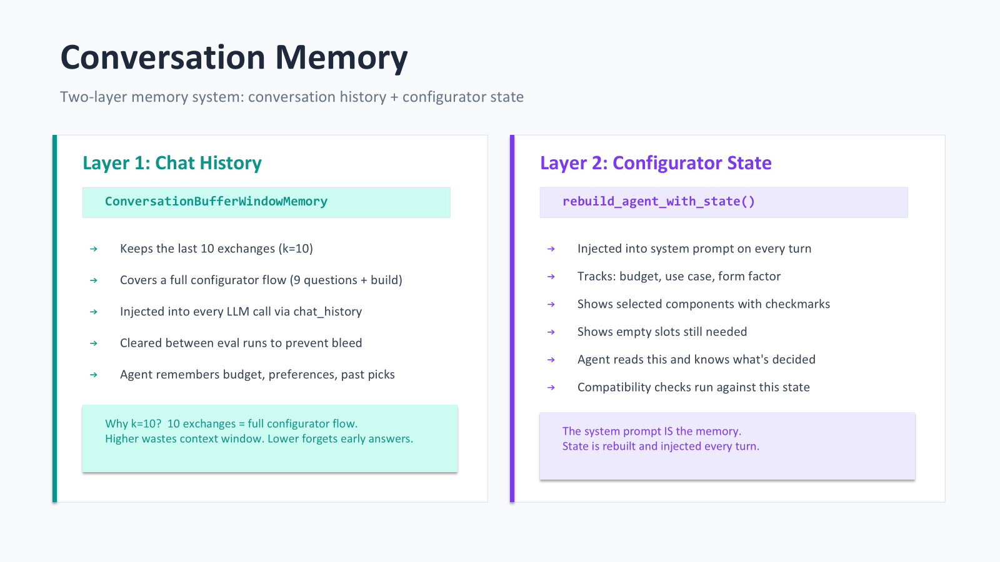 Conversation Memory
Two-layer memory system: conversation history + configurator state
Layer 1: Chat History
ConversationBufferWindowMemory
→ Keeps the last 10 exchanges (k=10)
→ Covers a full configurator flow (9 questions + build)
→ Injected into every LLM call via chat_history
→ Cleared between eval runs to prevent bleed
→ Agent remembers budget, preferences, past picks
Why k=10?  10 exchanges = full configurator flow.
Higher wastes context window. Lower forgets early answers.
Layer 2: Configurator State
rebuild_agent_with_state()
→ Injected into system prompt on every turn
→ Tracks: budget, use case, form factor
→ Shows selected components with checkmarks
→ Shows empty slots still needed
→ Agent reads this and knows what's decided
→ Compatibility checks run against this state
The system prompt IS the memory.
State is rebuilt and injected every turn.